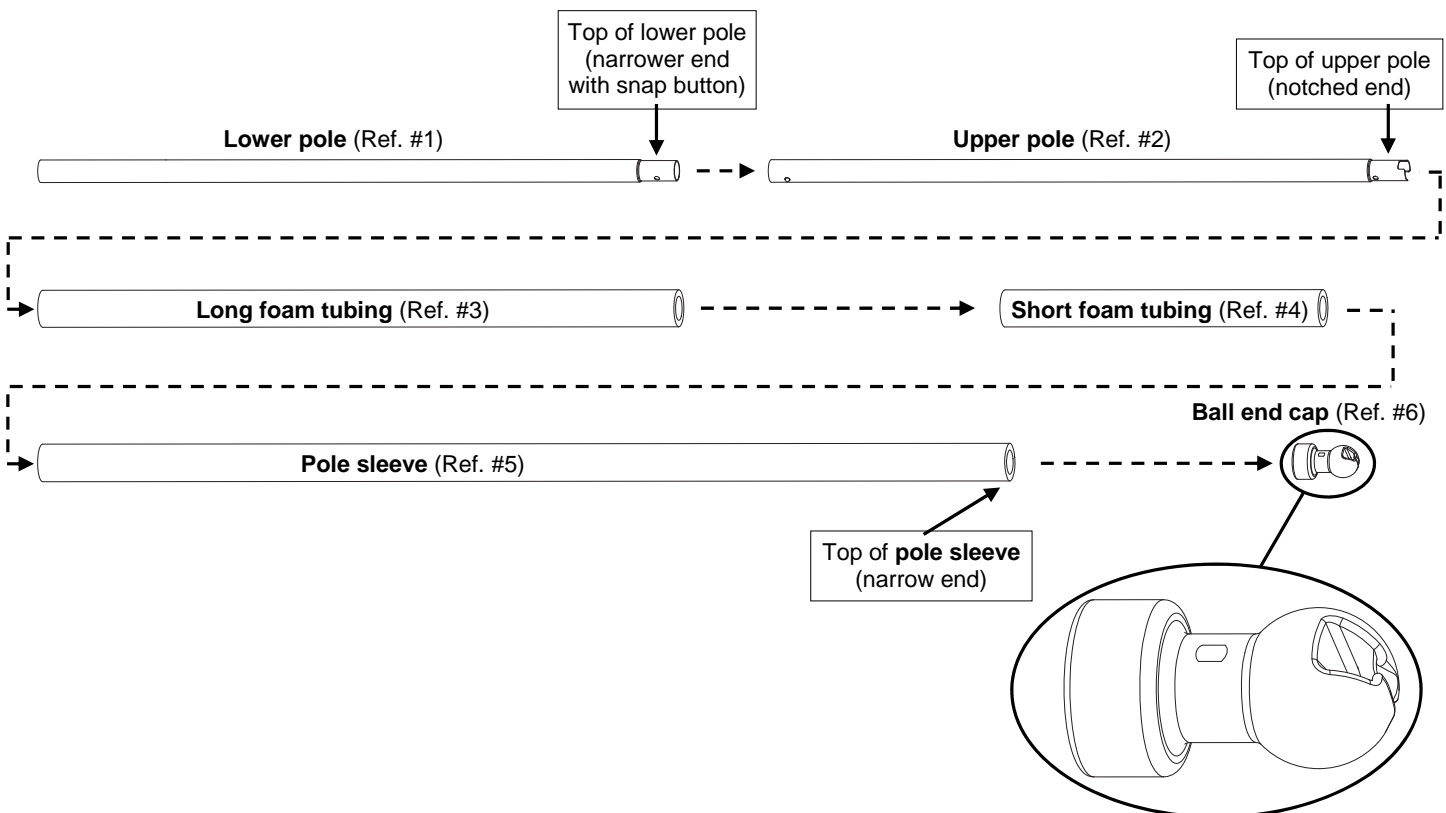 Top of lower pole
(narrower end
with snap button)
Top of upper pole
(notched end)
Lower pole (Ref. #1)
Upper pole (Ref. #2)
Long foam tubing (Ref. #3)
Short foam tubing (Ref. #4)
Ball end cap (Ref. #6)
Pole sleeve (Ref. #5)
Top of pole sleeve
(narrow end)